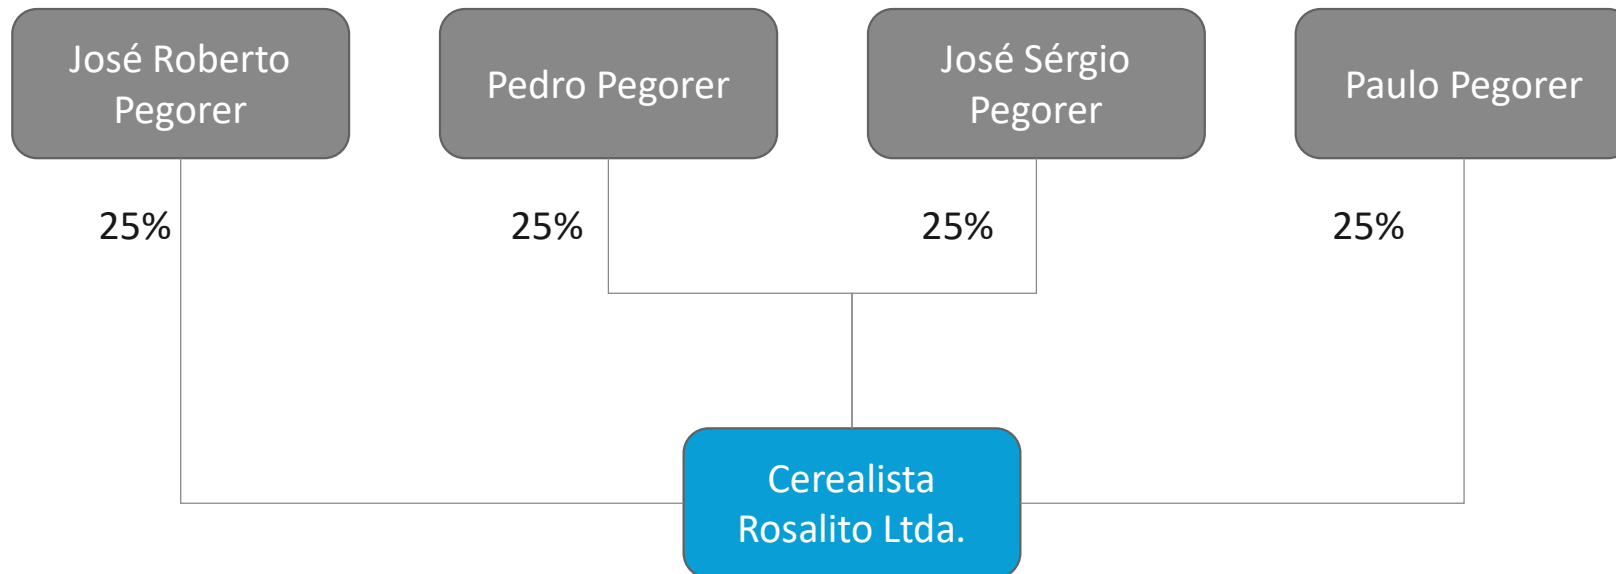 José Roberto
Pegorer
Pedro Pegorer
José Sérgio
Pegorer
Paulo Pegorer
25%
25%
25%
25%
Cerealista
Rosalito Ltda.